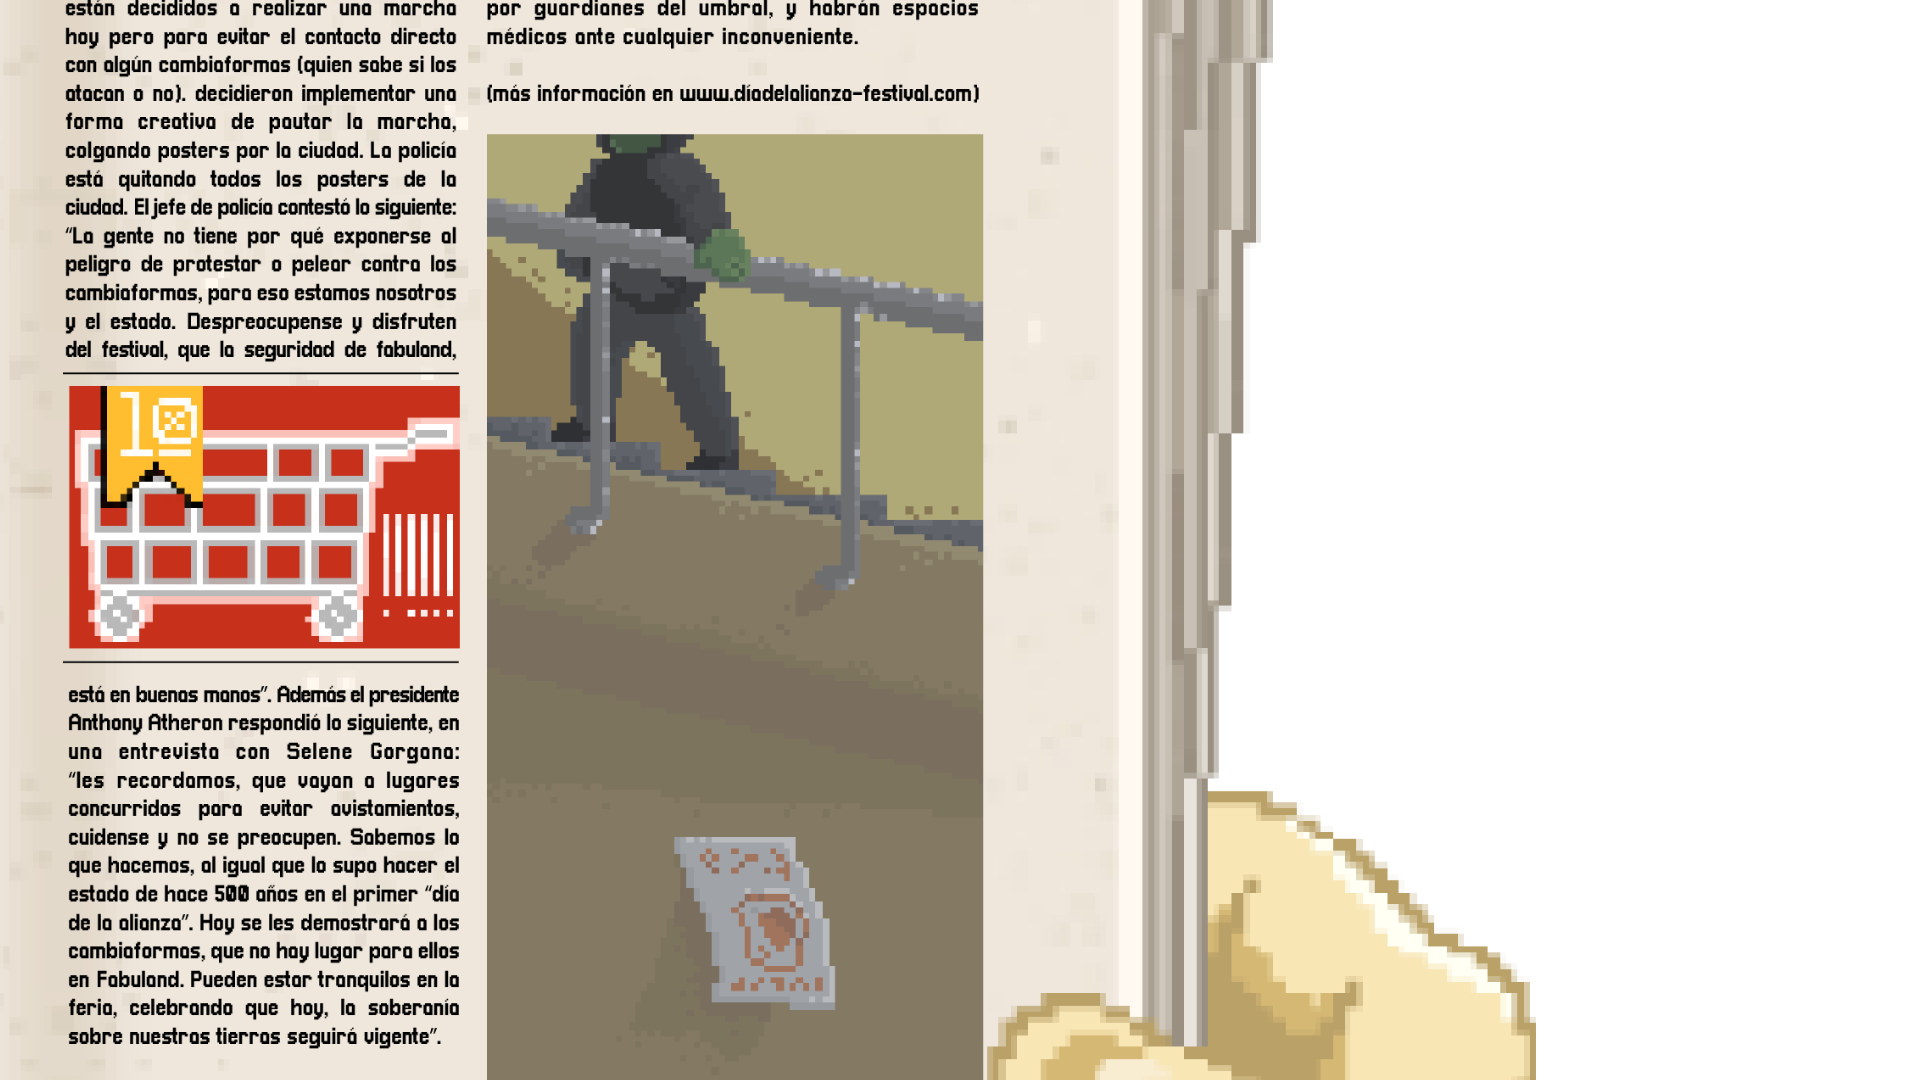 están decididos a realizar una marcha
hoy pero para evitar el contacto directo
con algún cambiaformas (quien sabe si los
atacan o no). decidieron implementar una
forma creativa de pautar la marcha,
colgando posters por la ciudad. La policía
está quitando todos los posters de la
ciudad. El jefe de policía contestó lo siguiente:
“La gente no tiene por qué exponerse al
peligro de protestar o pelear contra los
cambiaformas, para eso estamos nosotros
y el estado. Despreocupense y disfruten
del festival, que la seguridad de fabuland,
10
está en buenas manos”. Además el presidente
Anthony Atheron respondió lo siguiente, en
una entrevista con Selene Gorgana:
“les recordamos, que vayan a lugares
concurridos para evitar avistamientos,
cuidense y no se preocupen. Sabemos lo
que hacemos, al igual que lo supo hacer el
estado de hace 500 años en el primer “día
de la alianza”. Hoy se les demostrará a los
cambiaformas, que no hay lugar para ellos
en Fabuland. Pueden estar tranquilos en la
feria, celebrando que hoy, la soberanía
sobre nuestras tierras seguirá vigente”.
por guardianes del umbral, y habrán espacios
médicos ante cualquier inconveniente.
(más información en www.díadelalianza-festival.com)